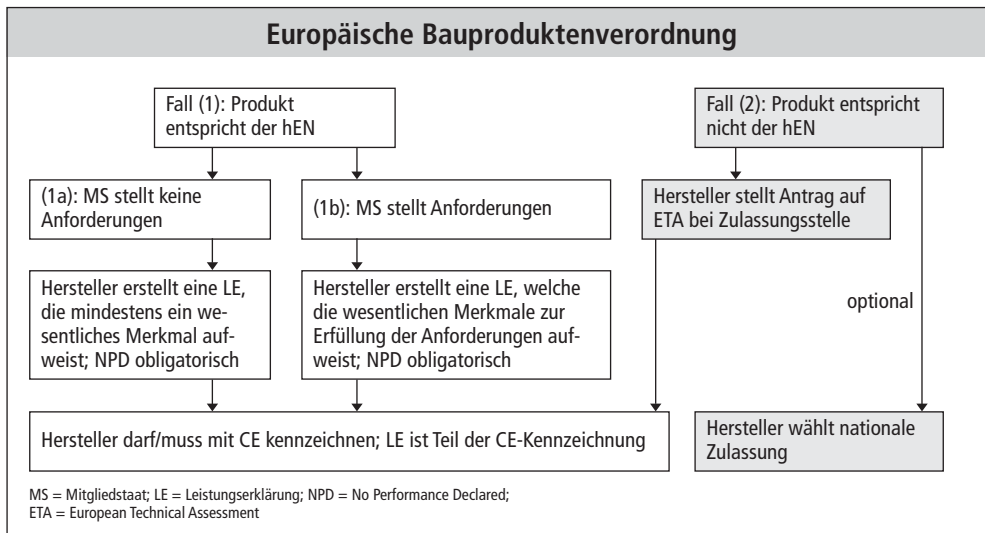 Europäische Bauproduktenverordnung
Fall (1): Produkt
entspricht der hEN
Fall (2): Produkt entspricht
nicht der hEN
(1a): MS stellt keine
Anforderungen
(1b): MS stellt Anforderungen
Hersteller stellt Antrag auf
ETA bei Zulassungsstelle
Hersteller erstellt eine LE,
die mindestens ein we-
sentliches Merkmal auf-
weist; NPD obligatorisch
Hersteller erstellt eine LE, welche
die wesentlichen Merkmale zur
Erfüllung der Anforderungen auf-
weist; NPD obligatorisch
optional
Hersteller darf/muss mit CE kennzeichnen; LE ist Teil der CE-Kennzeichnung
Hersteller wählt nationale
Zulassung
MS = Mitgliedstaat; LE = Leistungserklärung; NPD = No Performance Declared;
ETA = European Technical Assessment